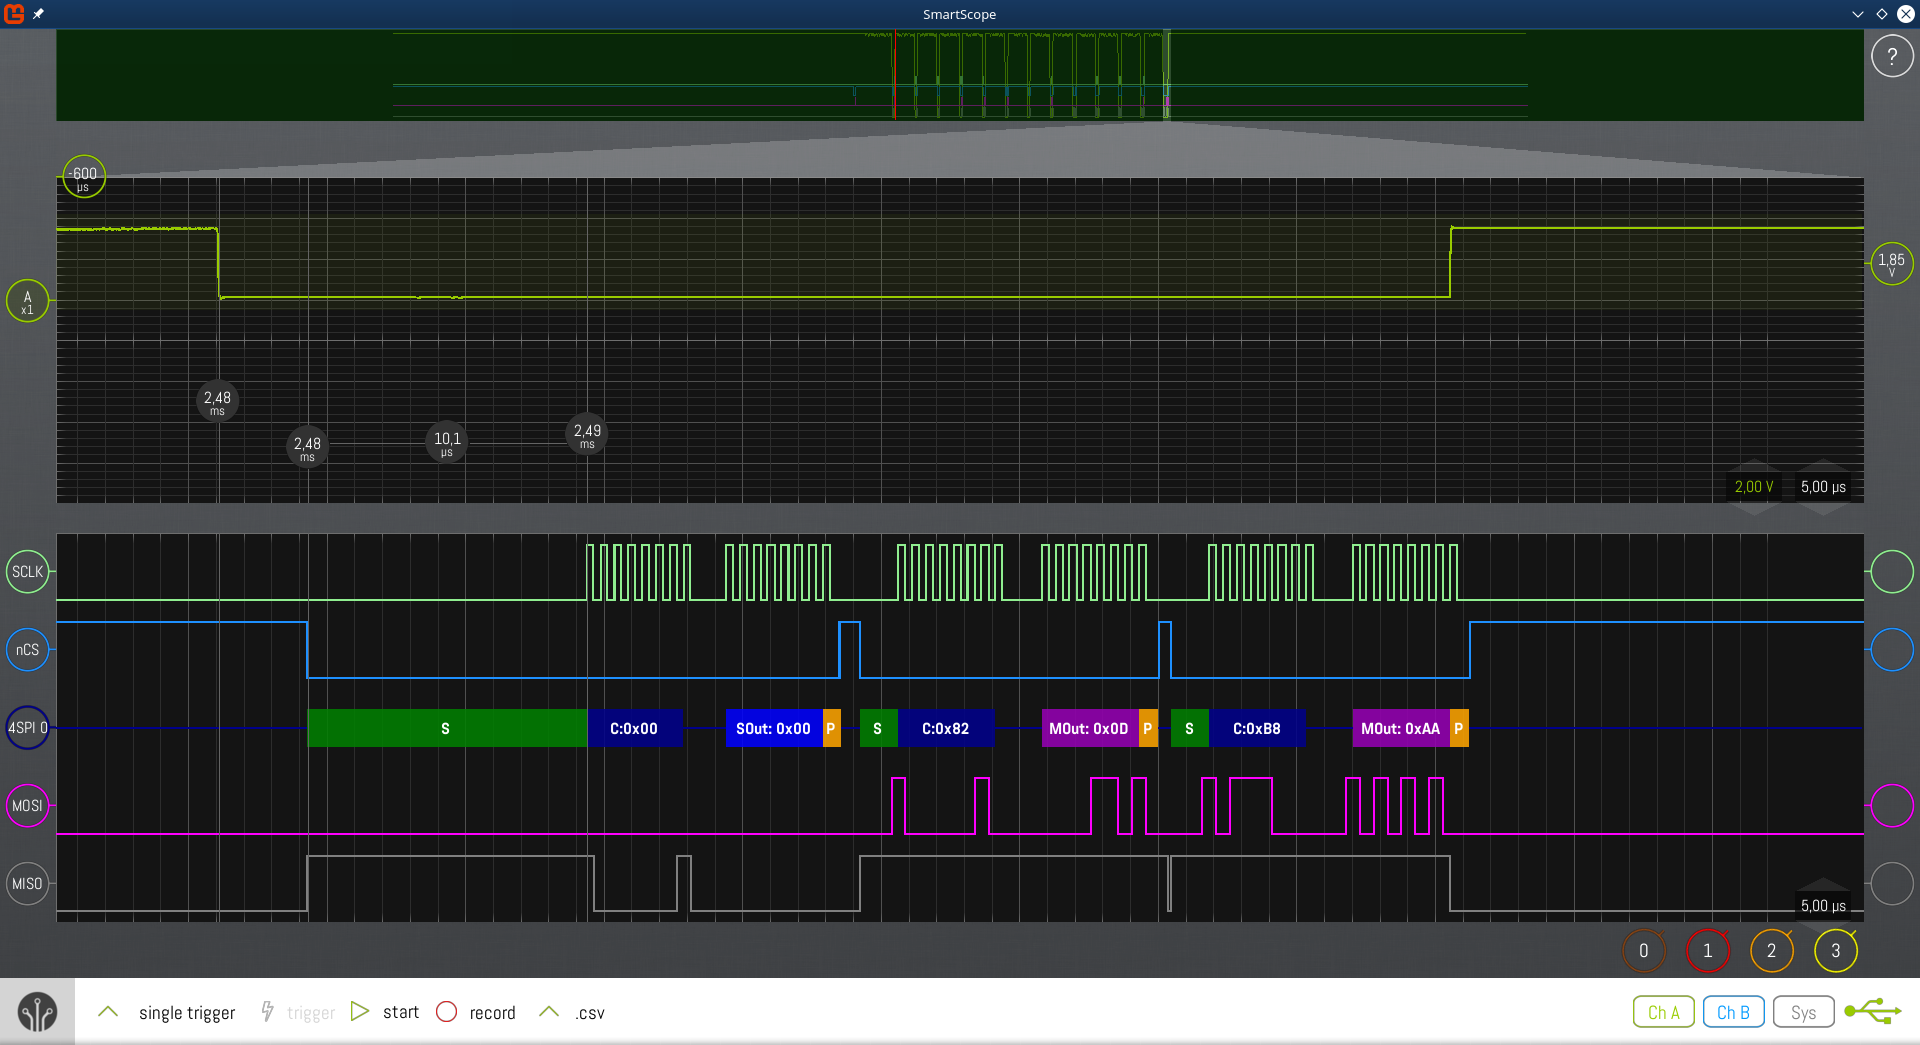 SmartScope
?
-600
µs
A
x1
1,85
V
2,48
ms
2,48
ms
10,1
µs
2,49
ms
2,00 V
5,00 µs
SCLK
nCS
4SPI 0
S
C:0x00
SOut: 0x00
P
S
C:0x82
MOut: 0x0D
P
S
C:0xB8
MOut: 0xAA
P
MOSI
MISO
5,00 µs
0
1
2
3
single trigger
trigger
start
record
.csv
Ch A
Ch B
Sys